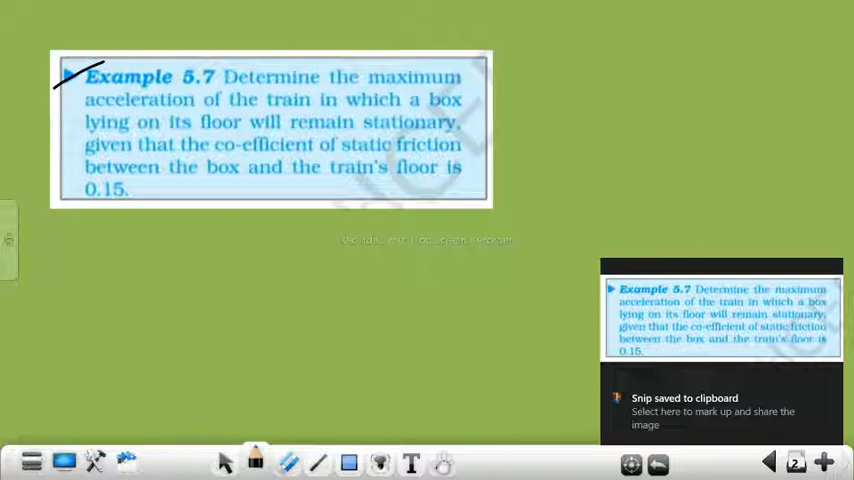 Example 5.7 Determine the maximum
acceleration of the train in which a box
lying on its floor will remain stationary,
given that the co-efficient of static friction
between the box and the train's floor is
0.15.
Example 5.7 Determine the maximum
acceleration of the train in which a box
lying on its floor will remain stationary,
given that the co-efficient of static friction
between the box and the train's floor is
0.15.
Snip saved to clipboard
Select here to mark up and share the
image
T
2